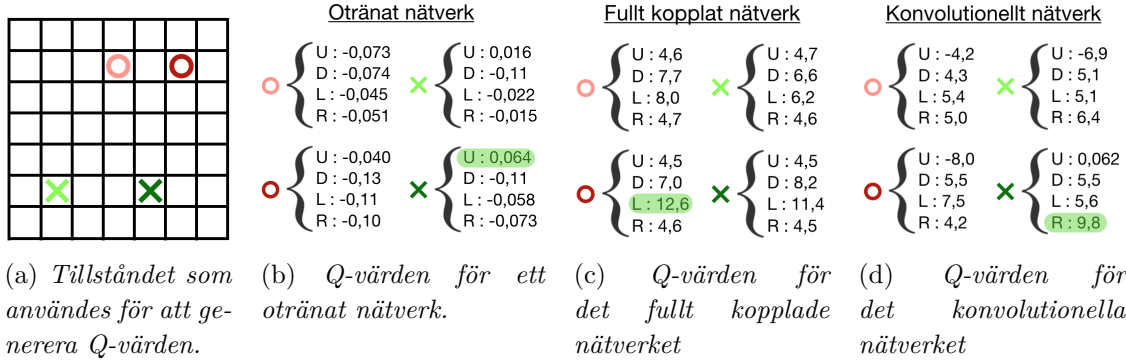 Otränat nätverk
U : -0,073
D : -0,074
L : -0,045
R : -0,051
U : 0,016
D : -0,11
L : -0,022
R : -0,015
U : -0,040
D : -0,13
L : -0,11
R : -0,10
U : 0,064
D : -0,11
L : -0,058
R : -0,073
Fullt kopplat nätverk
U : 4,6
D : 7,7
L : 8,0
R : 4,7
U : 4,7
D : 6,6
L : 6,2
R : 4,6
U : 4,5
D : 7,0
L : 12,6
R : 4,6
U : 4,5
D : 8,2
L : 11,4
R : 4,5
Konvolutionellt nätverk
U : -4,2
D : 4,3
L : 5,4
R : 5,0
U : -6,9
D : 5,1
L : 5,1
R : 6,4
U : -8,0
D : 5,5
L : 7,5
R : 4,2
U : 0,062
D : 5,5
L : 5,6
R : 9,8
(a) Tillståndet som
användes för att ge-
nerera Q-värden.
(b) Q-värden för ett
otränat nätverk.
(c) Q-värden för
det fullt kopplade
nätverket
(d) Q-värden för
det konvolutionella
nätverket